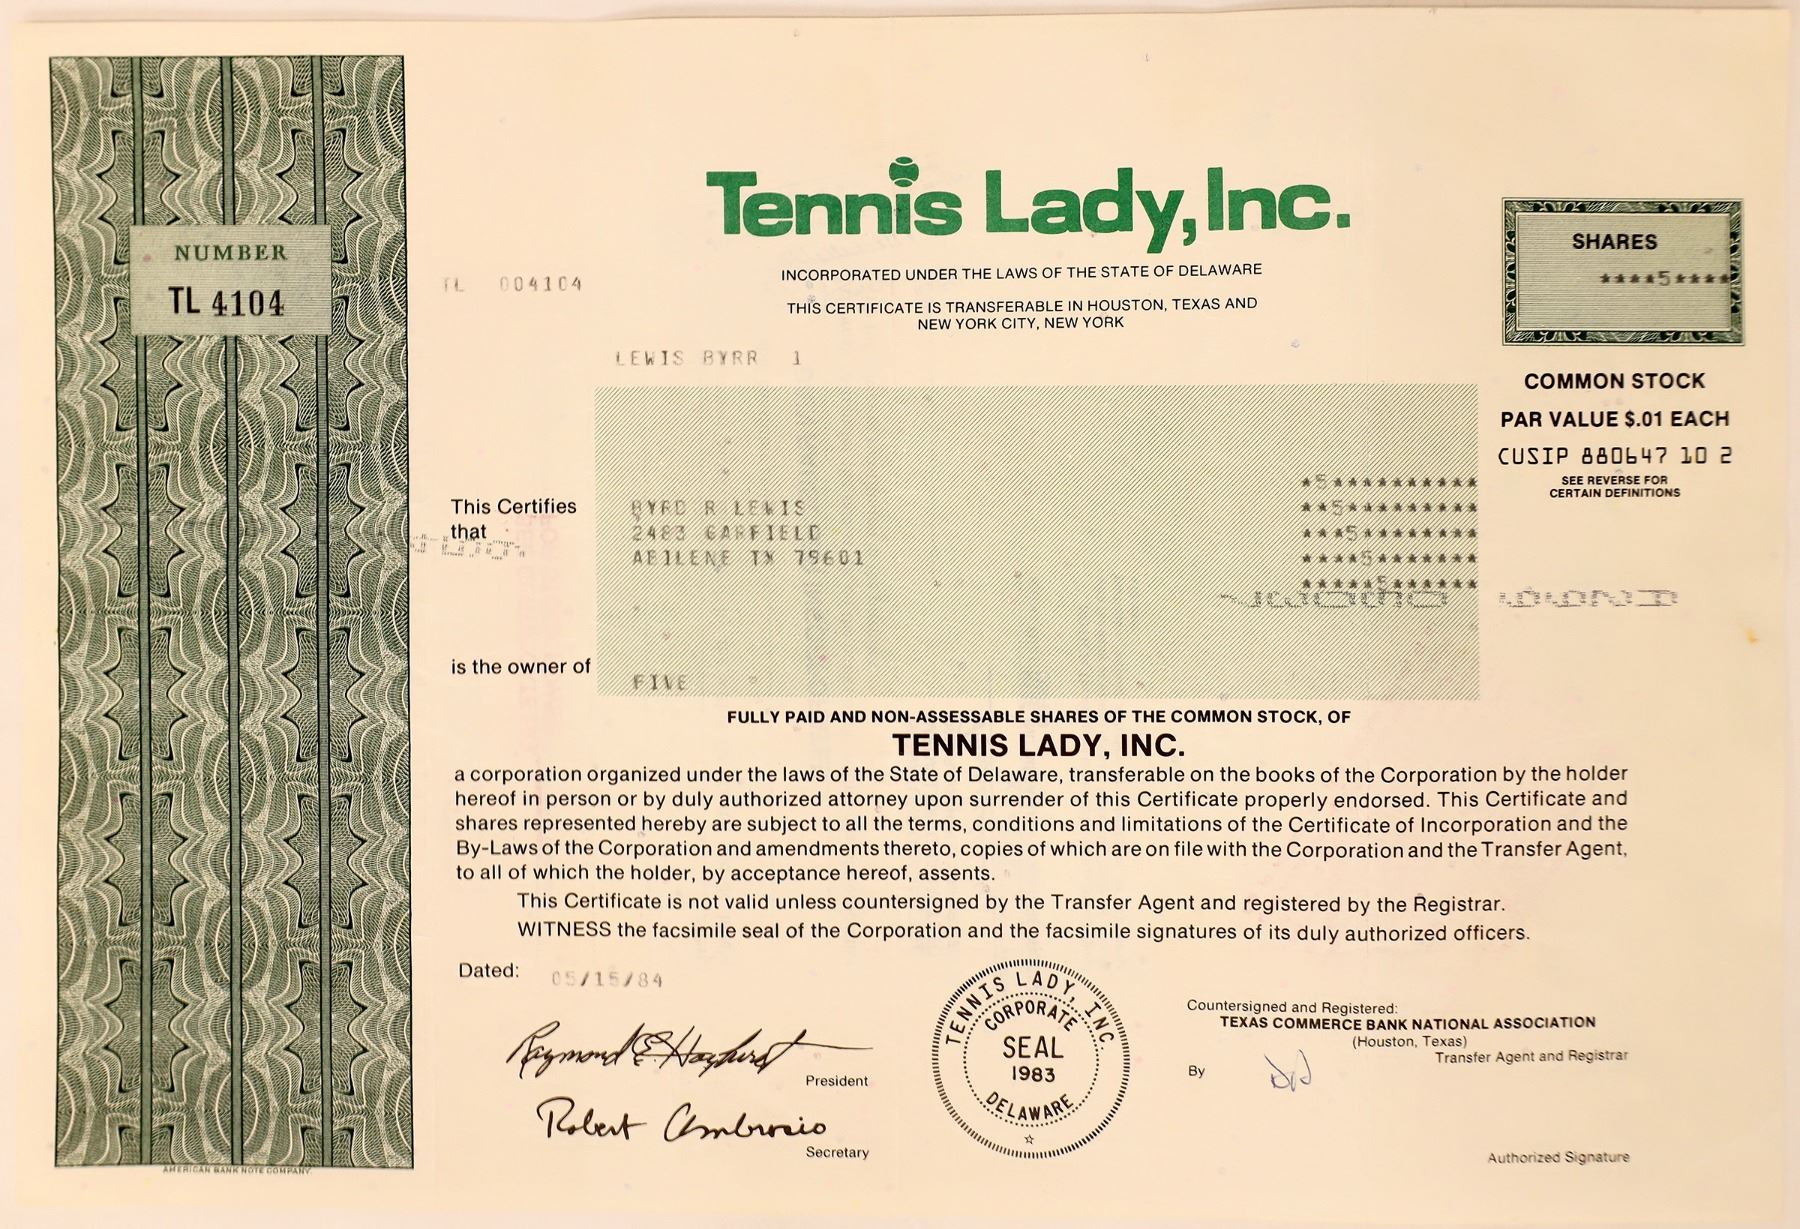 Tennis Lady, Inc.
NUMBER
TL 4104
TL 004104
INCORPORATED UNDER THE LAWS OF THE STATE OF DELAWARE
THIS CERTIFICATE IS TRANSFERABLE IN HOUSTON, TEXAS AND
NEW YORK CITY, NEW YORK
SHARES
****5****
LEWIS BYRR 1
COMMON STOCK
PAR VALUE $.01 EACH
CUSIP 880647 10 2
SEE REVERSE FOR
CERTAIN DEFINITIONS
This Certifies
that
BYRD R LEWIS
2483 GARFIELD
ABILENE TX 79601
*5**********
**5*********
***5********
****5*******
*****5******
is the owner of
FIVE
FULLY PAID AND NON-ASSESSABLE SHARES OF THE COMMON STOCK, OF
TENNIS LADY, INC.
a corporation organized under the laws of the State of Delaware, transferable on the books of the Corporation by the holder
hereof in person or by duly authorized attorney upon surrender of this Certificate properly endorsed. This Certificate and
shares represented hereby are subject to all the terms, conditions and limitations of the Certificate of Incorporation and the
By-Laws of the Corporation and amendments thereto, copies of which are on file with the Corporation and the Transfer Agent,
to all of which the holder, by acceptance hereof, assents.
This Certificate is not valid unless countersigned by the Transfer Agent and registered by the Registrar.
WITNESS the facsimile seal of the Corporation and the facsimile signatures of its duly authorized officers.
Dated: 05/15/84
Raymond E. Hayhurst
President
Robert Ambrosio
Secretary
TENNIS LADY, INC.
CORPORATE
SEAL
1983
DELAWARE
Countersigned and Registered:
TEXAS COMMERCE BANK NATIONAL ASSOCIATION
(Houston, Texas)
Transfer Agent and Registrar
By
Authorized Signature
AMERICAN BANK NOTE COMPANY.